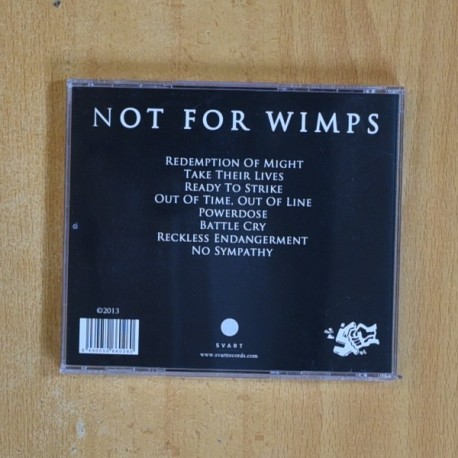 NOT FOR WIMPS
REDEMPTION OF MIGHT
TAKE THEIR LIVES
READY TO STRIKE
OUT OF TIME, OUT OF LINE
POWERDOSE
BATTLE CRY
RECKLESS ENDANGERMENT
NO SYMPATHY
©2013
SVART
www.svartrecords.com